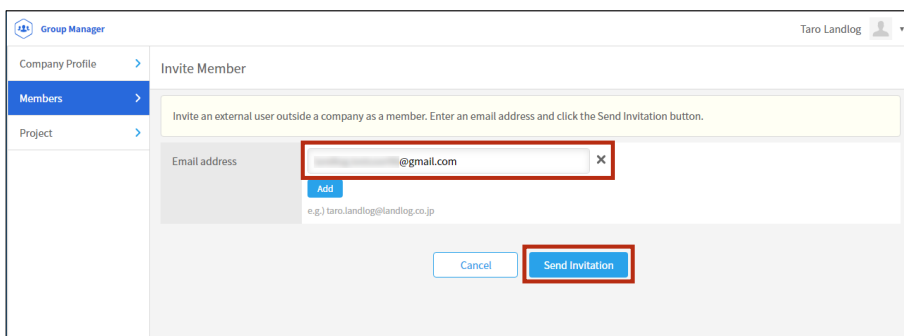 Group Manager
Taro Landlog
Company Profile
Members
Project
Invite Member
Invite an external user outside a company as a member. Enter an email address and click the Send Invitation button.
Email address
@gmail.com
Add
e.g.) taro.landlog@landlog.co.jp
Cancel
Send Invitation